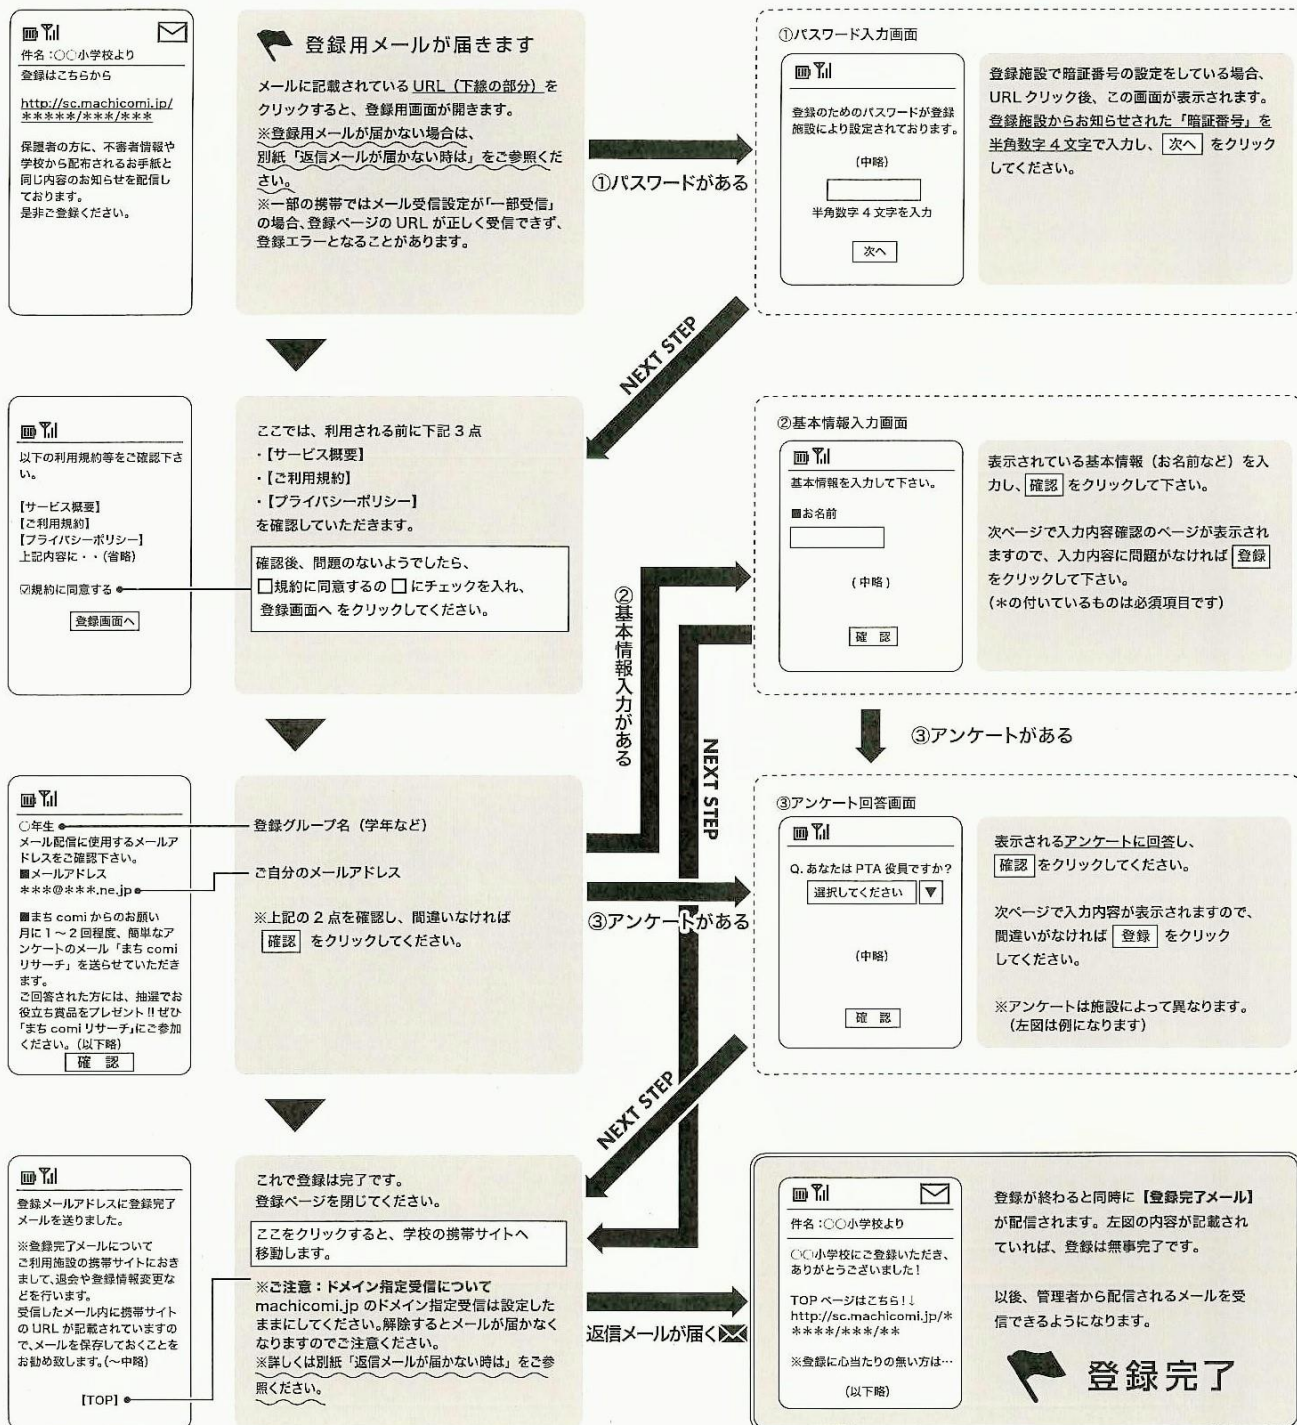 件名：○○小学校より
登録はこちらから
http://sc.machicomi.jp/
*****/***/***
保護者の方に、不審者情報や
学校から配布されるお手紙と
同じ内容のお知らせを配信し
ております。
是非ご登録ください。
登録用メールが届きます
メールに記載されている URL（下線の部分）を
クリックすると、登録用画面が開きます。
※登録用メールが届かない場合は、
別紙「返信メールが届かない時は」をご参照くだ
さい。
※一部の携帯ではメール受信設定が「一部受信」
の場合、登録ページの URL が正しく受信できず、
登録エラーとなることがあります。
①パスワードがある
①パスワード入力画面
登録のためのパスワードが登録
施設により設定されております。
（中略）
半角数字 4 文字を入力
次へ
登録施設で暗証番号の設定をしている場合、
URL クリック後、この画面が表示されます。
登録施設からお知らせされた「暗証番号」を
半角数字 4 文字で入力し、 次へ をクリック
してください。
NEXT STEP
以下の利用規約等をご確認下さ
い。
【サービス概要】
【ご利用規約】
【プライバシーポリシー】
上記内容に・・（省略）
☑規約に同意する
登録画面へ
ここでは、利用される前に下記 3 点
・【サービス概要】
・【ご利用規約】
・【プライバシーポリシー】
を確認していただきます。
確認後、問題のないようでしたら、
□規約に同意するの □ にチェックを入れ、
登録画面へ をクリックしてください。
②基本情報入力がある
②基本情報入力画面
基本情報を入力して下さい。
■お名前
（中略）
確 認
表示されている基本情報（お名前など）を入
力し、確認 をクリックして下さい。
次ページで入力内容確認のページが表示され
ますので、入力内容に問題がなければ 登録
をクリックして下さい。
（＊の付いているものは必須項目です）
NEXT STEP
③アンケートがある
○年生
メール配信に使用するメールア
ドレスをご確認下さい。
■メールアドレス
***@***.ne.jp
■まち comi からのお願い
月に 1～2 回程度、簡単なア
ンケートのメール「まち comi
リサーチ」を送らせていただき
ます。
ご回答された方には、抽選でお
役立ち賞品をプレゼント!! ぜひ
「まち comi リサーチ」にご参加
ください。（以下略）
確 認
登録グループ名（学年など）
ご自分のメールアドレス
※上記の 2 点を確認し、間違いなければ
確認 をクリックしてください。
③アンケートがある
③アンケート回答画面
Q. あなたは PTA 役員ですか？
選択してください ▼
（中略）
確 認
表示されるアンケートに回答し、
確認 をクリックしてください。
次ページで入力内容が表示されますので、
間違いがなければ 登録 をクリック
してください。
※アンケートは施設によって異なります。
（左図は例になります）
NEXT STEP
登録メールアドレスに登録完了
メールを送りました。
※登録完了メールについて
ご利用施設の携帯サイトにおき
まして、退会や登録情報変更な
どを行います。
受信したメール内に携帯サイト
の URL が記載されていますの
で、メールを保存しておくことを
お勧め致します。（～中略）
【TOP】
これで登録は完了です。
登録ページを閉じてください。
ここをクリックすると、学校の携帯サイトへ
移動します。
※ご注意：ドメイン指定受信について
machicomi.jp のドメイン指定受信は設定した
ままにしてください。解除するとメールが届かなく
なりますのでご注意ください。
※詳しくは別紙「返信メールが届かない時は」をご参
照ください。
返信メールが届く
件名：○○小学校より
○○小学校にご登録いただき、
ありがとうございました！
TOP ページはこちら！↓
http://sc.machicomi.jp/*
****/***/**
※登録に心当たりの無い方は…
（以下略）
登録が終わると同時に【登録完了メール】
が配信されます。左図の内容が記載され
ていれば、登録は無事完了です。
以後、管理者から配信されるメールを受
信できるようになります。
登録完了